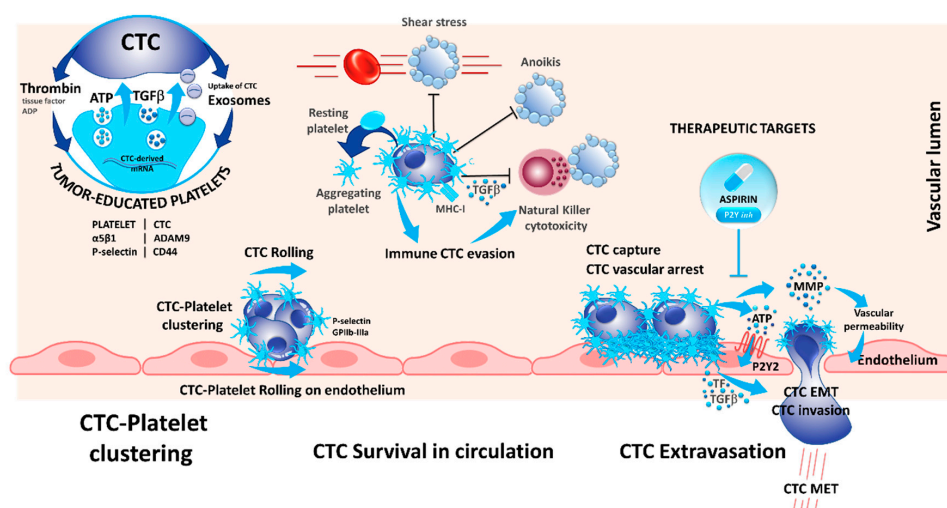 CTC
Thrombin
tissue factor
ADP
ATP
TGFβ
Uptake of CTC
Exosomes
CTC-derived
mRNA
TUMOR-EDUCATED PLATELETS
PLATELET | CTC
α5β1 | ADAM9
P-selectin | CD44
Shear stress
Anoikis
Resting
platelet
Aggregating
platelet
MHC-I
TGFβ
Natural Killer
cytotoxicity
Immune CTC evasion
THERAPEUTIC TARGETS
ASPIRIN
P2Y inh
Vascular lumen
CTC Rolling
CTC-Platelet
clustering
P-selectin
GPIIb-IIIa
CTC-Platelet Rolling on endothelium
CTC capture
CTC vascular arrest
MMP
ATP
Vascular
permeability
P2Y2
Endothelium
TF
TGFβ
CTC EMT
CTC invasion
CTC-Platelet
clustering
CTC Survival in circulation
CTC Extravasation
CTC MET